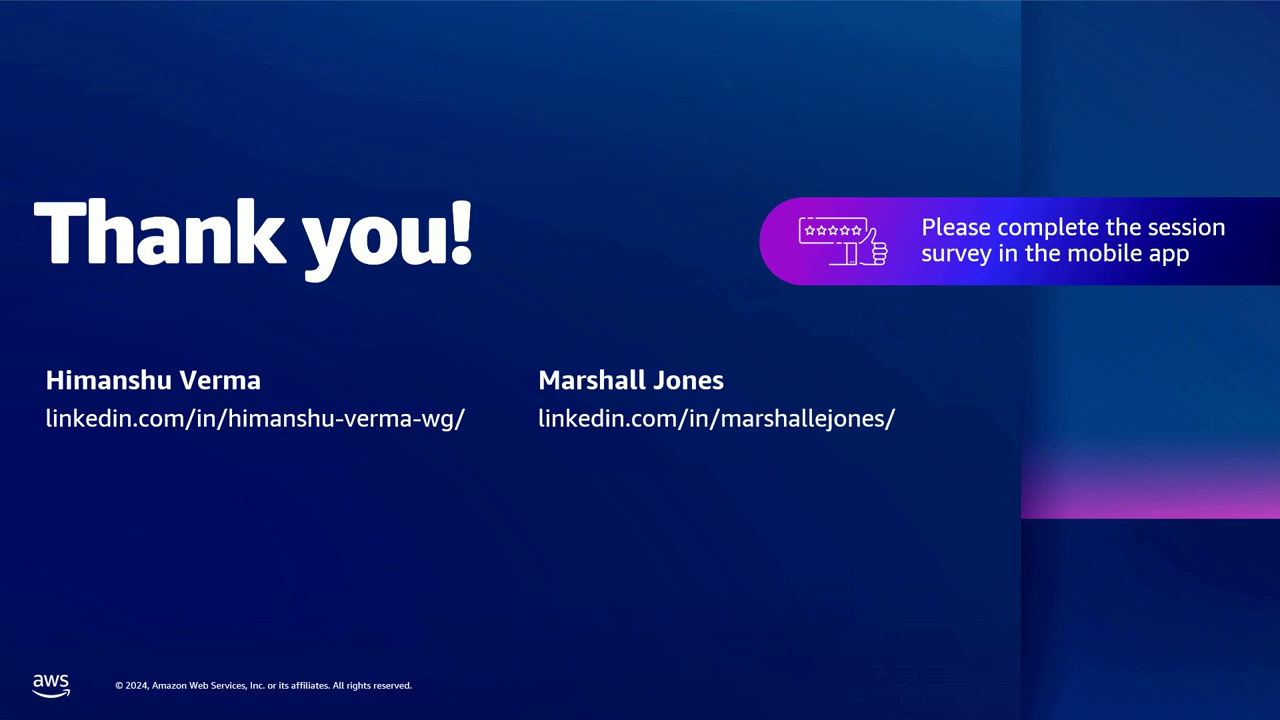 Thank you!
Please complete the session
survey in the mobile app
Himanshu Verma
linkedin.com/in/himanshu-verma-wg/
Marshall Jones
linkedin.com/in/marshallejones/
aws
© 2024, Amazon Web Services, Inc. or its affiliates. All rights reserved.